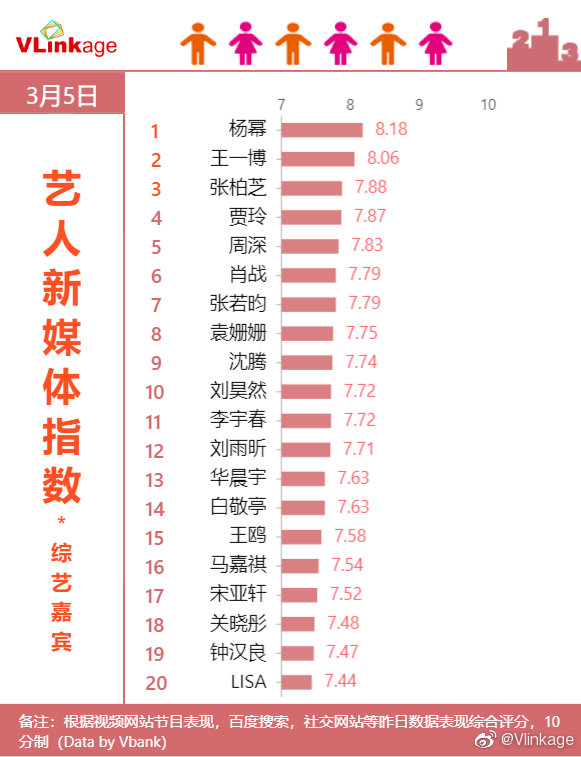 VLinkage
1
2
3
3月5日
艺人新媒体指数
*
综艺嘉宾
7 8 9 10
1 杨幂 8.18
2 王一博 8.06
3 张柏芝 7.88
4 贾玲 7.87
5 周深 7.83
6 肖战 7.79
7 张若昀 7.79
8 袁姗姗 7.75
9 沈腾 7.74
10 刘昊然 7.72
11 李宇春 7.72
12 刘雨昕 7.71
13 华晨宇 7.63
14 白敬亭 7.63
15 王鸥 7.58
16 马嘉祺 7.54
17 宋亚轩 7.52
18 关晓彤 7.48
19 钟汉良 7.47
20 LISA 7.44
备注：根据视频网站节目表现，百度搜索，社交网站等昨日数据表现综合评分，10
分制（Data by Vbank)
@Vlinkage